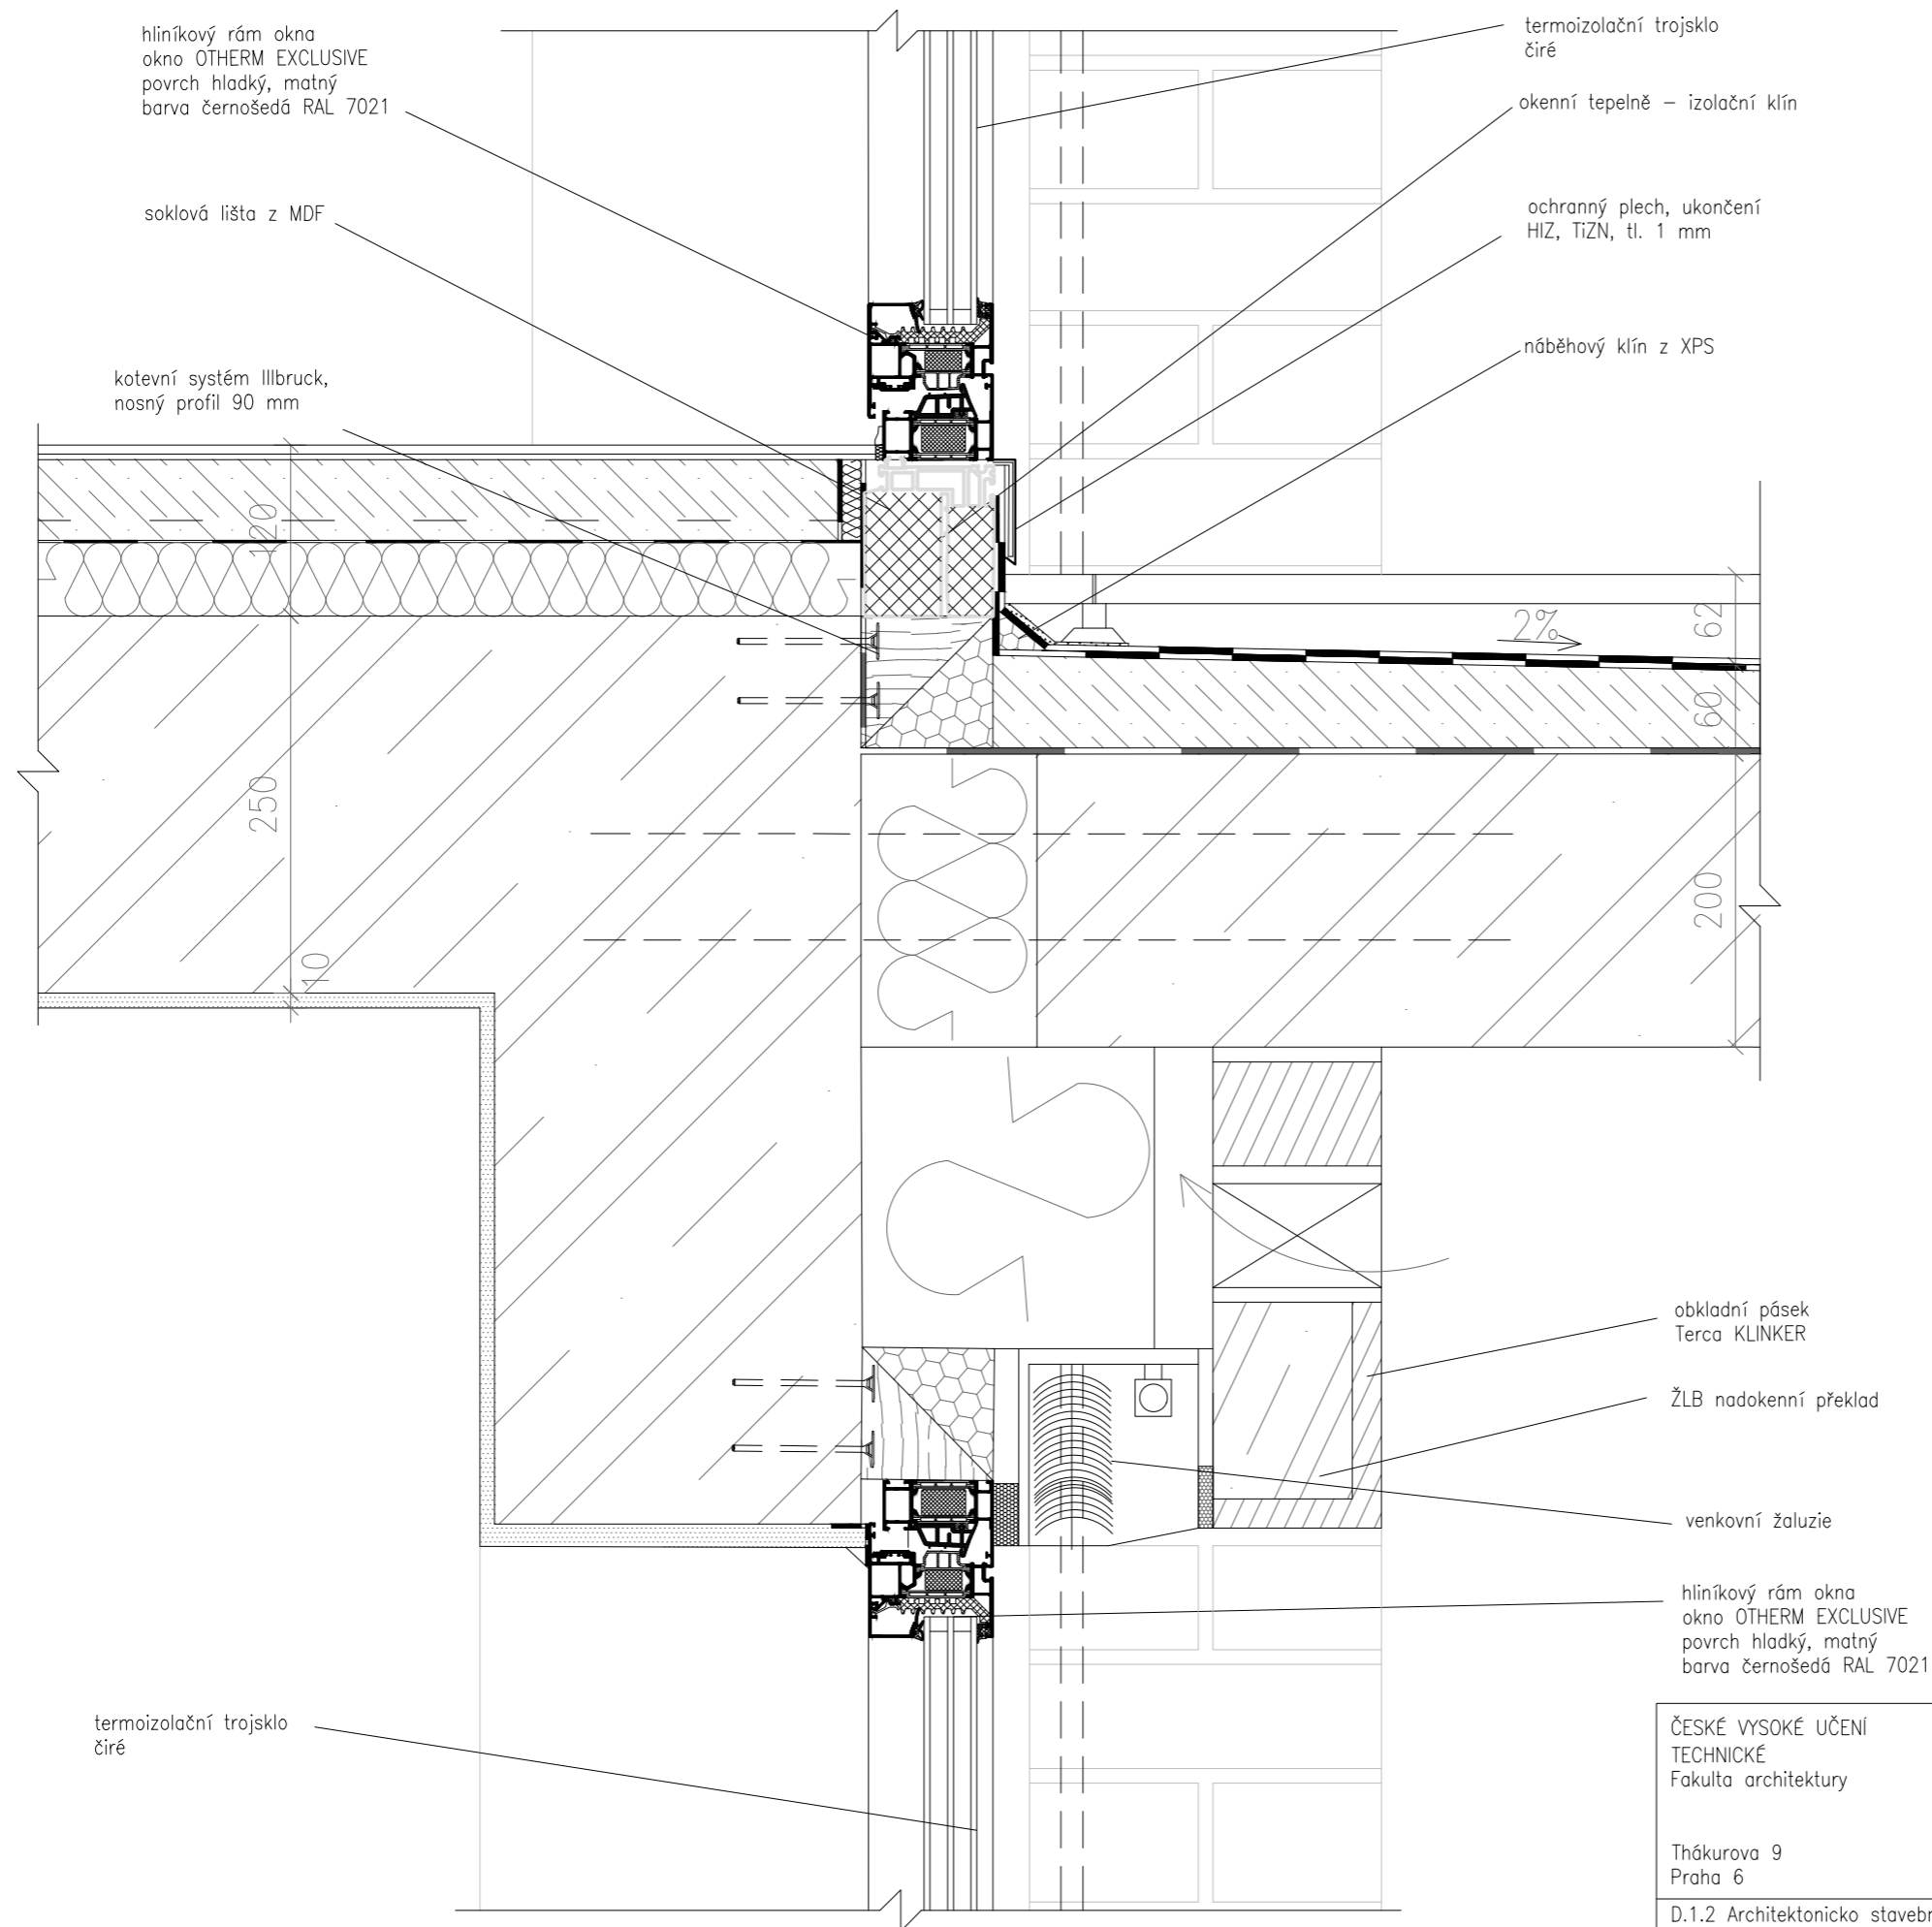 hliníkový rám okna
okno OTHERM EXCLUSIVE
povrch hladký, matný
barva černošedá RAL 7021
soklová lišta z MDF
kotevní systém Illbruck,
nosný profil 90 mm
termoizolační trojsklo
čiré
okenní tepelně – izolační klín
ochranný plech, ukončení
HIZ, TiZN, tl. 1 mm
náběhový klín z XPS
120
250
10
2%
62
60
200
obkladní pásek
Terca KLINKER
ŽLB nadokenní překlad
venkovní žaluzie
hliníkový rám okna
okno OTHERM EXCLUSIVE
povrch hladký, matný
barva černošedá RAL 7021
termoizolační trojsklo
čiré
ČESKÉ VYSOKÉ UČENÍ
TECHNICKÉ
Fakulta architektury
Thákurova 9
Praha 6
D.1.2 Architektonicko stavebn